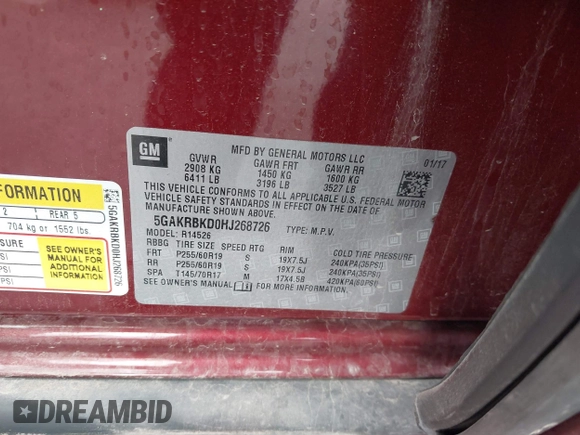 GM
MFD BY GENERAL MOTORS LLC 01/17
GVWR GAWR FRT GAWR RR
2908 KG 1450 KG 1600 KG
6411 LB 3196 LB 3527 LB
THIS VEHICLE CONFORMS TO ALL APPLICABLE U.S. FEDERAL MOTOR
VEHICLE SAFETY STANDARDS IN EFFECT ON THE DATE OF
MANUFACTURE SHOWN ABOVE.
5GAKRBKD0HJ268726 TYPE: M.P.V.
MODEL: R14526
RBBG TIRE SIZE SPEED RTG RIM COLD TIRE PRESSURE
FRT P255/60R19 S 19X7.5J 240KPA(35PSI)
RR P255/60R19 S 19X7.5J 240KPA(35PSI)
SPA T145/70R17 M 17X4.5B 420KPA(60PSI)
SEE OWNER'S MANUAL FOR MORE INFORMATION
FORMATION
2 REAR 5
704 kg or 1552 lbs.
SSURE
SEE OWNER'S
MANUAL FOR
ADDITIONAL
INFORMATION
5GAKRBKD0HJ268726
DREAMBID